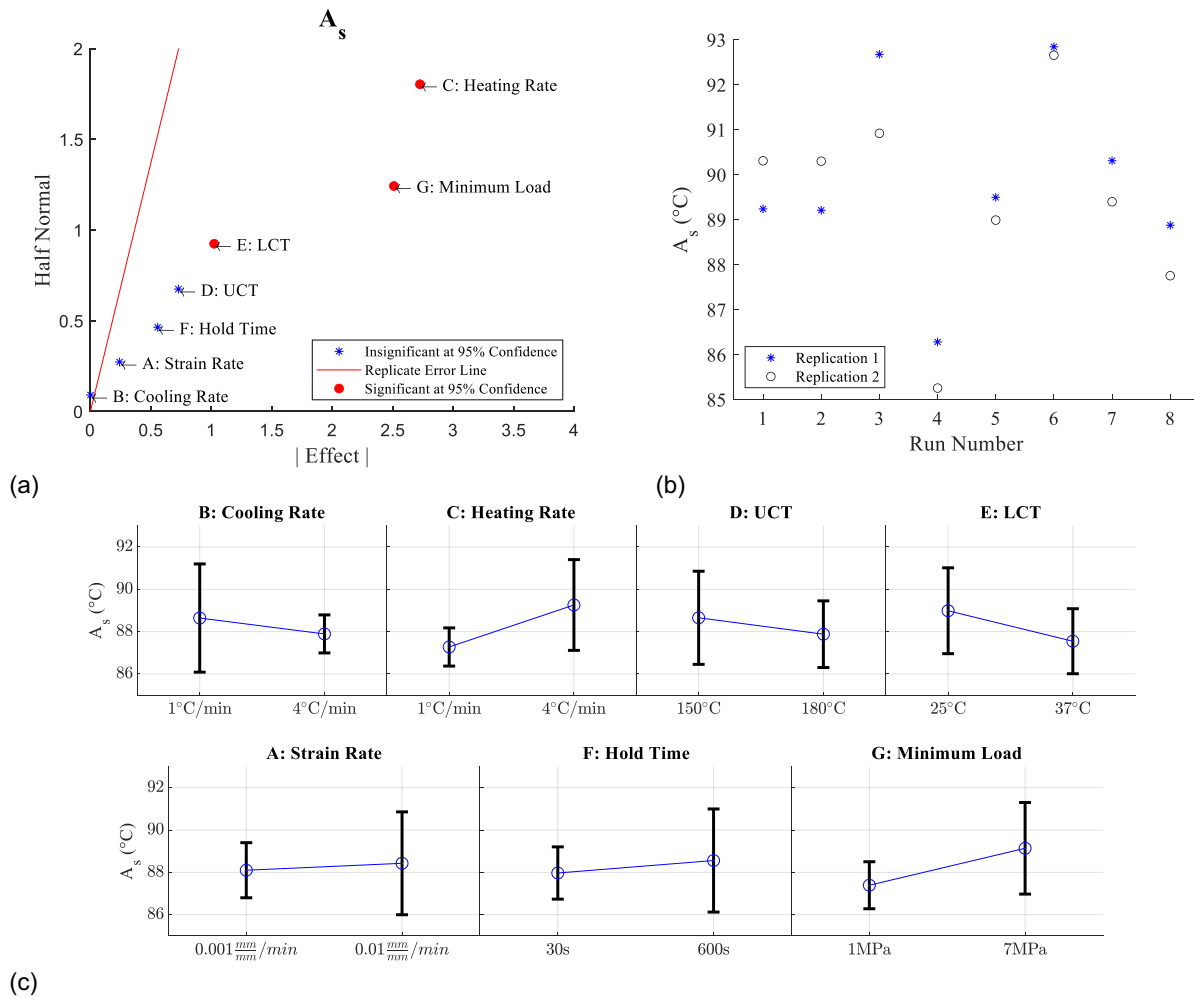 A_s
Half Normal
2
1.5
1
0.5
0
C: Heating Rate
G: Minimum Load
E: LCT
D: UCT
F: Hold Time
A: Strain Rate
B: Cooling Rate
Insignificant at 95% Confidence
Replicate Error Line
Significant at 95% Confidence
0 0.5 1 1.5 2 2.5 3 3.5 4
| Effect |
(a)
A_s (°C)
93
92
91
90
89
88
87
86
85
Replication 1
Replication 2
1 2 3 4 5 6 7 8
Run Number
(b)
B: Cooling Rate C: Heating Rate D: UCT E: LCT
A_s (°C)
92
90
88
86
1°C/min 4°C/min 1°C/min 4°C/min 150°C 180°C 25°C 37°C
A: Strain Rate F: Hold Time G: Minimum Load
A_s (°C)
92
90
88
86
0.001 mm/mm/min 0.01 mm/mm/min 30s 600s 1MPa 7MPa
(c)